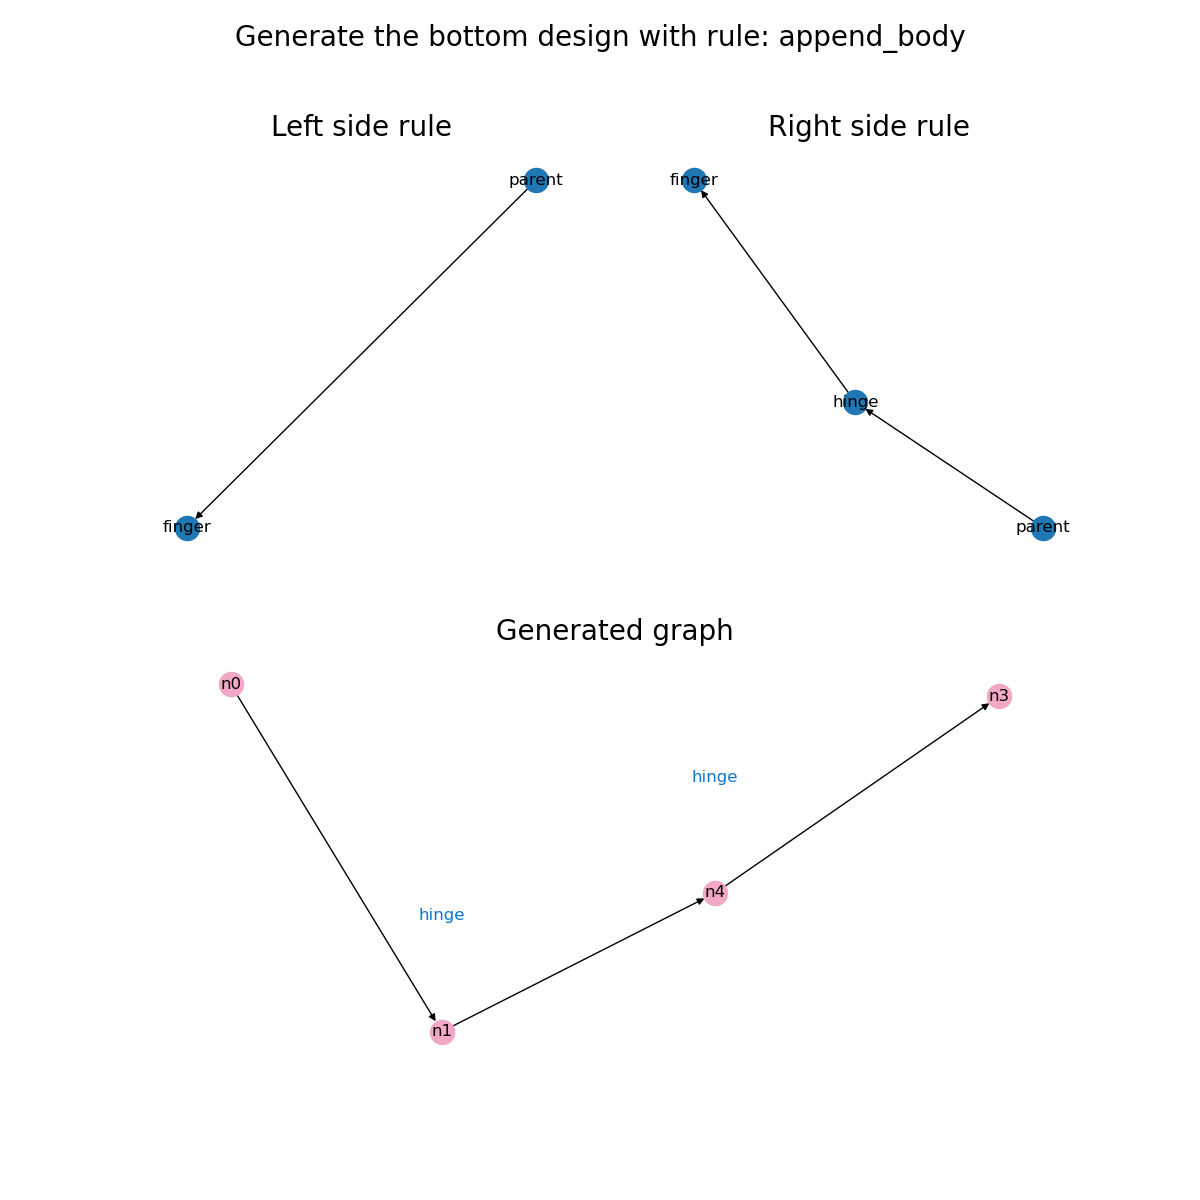 Generate the bottom design with rule: append_body
Left side rule
Right side rule
parent
finger
hinge
finger
parent
Generated graph
n0
n3
hinge
n4
hinge
n1